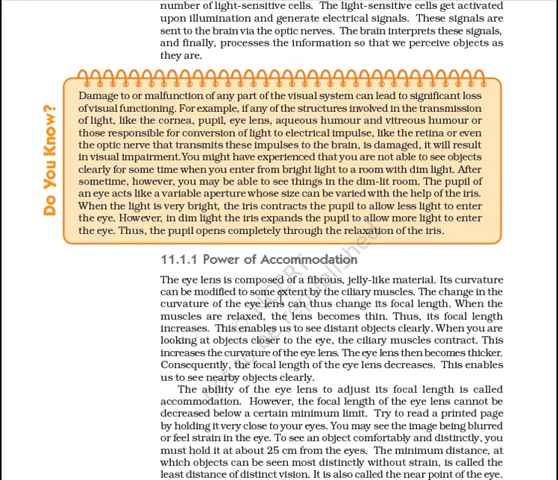 number of light-sensitive cells. The light-sensitive cells get activated
upon illumination and generate electrical signals. These signals are
sent to the brain via the optic nerves. The brain interprets these signals,
and finally, processes the information so that we perceive objects as
they are.
Do You Know?
Damage to or malfunction of any part of the visual system can lead to significant loss
of visual functioning. For example, if any of the structures involved in the transmission
of light, like the cornea, pupil, eye lens, aqueous humour and vitreous humour or
those responsible for conversion of light to electrical impulse, like the retina or even
the optic nerve that transmits these impulses to the brain, is damaged, it will result
in visual impairment.You might have experienced that you are not able to see objects
clearly for some time when you enter from bright light to a room with dim light. After
sometime, however, you may be able to see things in the dim-lit room. The pupil of
an eye acts like a variable aperture whose size can be varied with the help of the iris.
When the light is very bright, the iris contracts the pupil to allow less light to enter
the eye. However, in dim light the iris expands the pupil to allow more light to enter
the eye. Thus, the pupil opens completely through the relaxation of the iris.
11.1.1 Power of Accommodation
The eye lens is composed of a fibrous, jelly-like material. Its curvature
can be modified to some extent by the ciliary muscles. The change in the
curvature of the eye lens can thus change its focal length. When the
muscles are relaxed, the lens becomes thin. Thus, its focal length
increases. This enables us to see distant objects clearly. When you are
looking at objects closer to the eye, the ciliary muscles contract. This
increases the curvature of the eye lens. The eye lens then becomes thicker.
Consequently, the focal length of the eye lens decreases. This enables
us to see nearby objects clearly.
The ability of the eye lens to adjust its focal length is called
accommodation. However, the focal length of the eye lens cannot be
decreased below a certain minimum limit. Try to read a printed page
by holding it very close to your eyes. You may see the image being blurred
or feel strain in the eye. To see an object comfortably and distinctly, you
must hold it at about 25 cm from the eyes. The minimum distance, at
which objects can be seen most distinctly without strain, is called the
least distance of distinct vision. It is also called the near point of the eye.